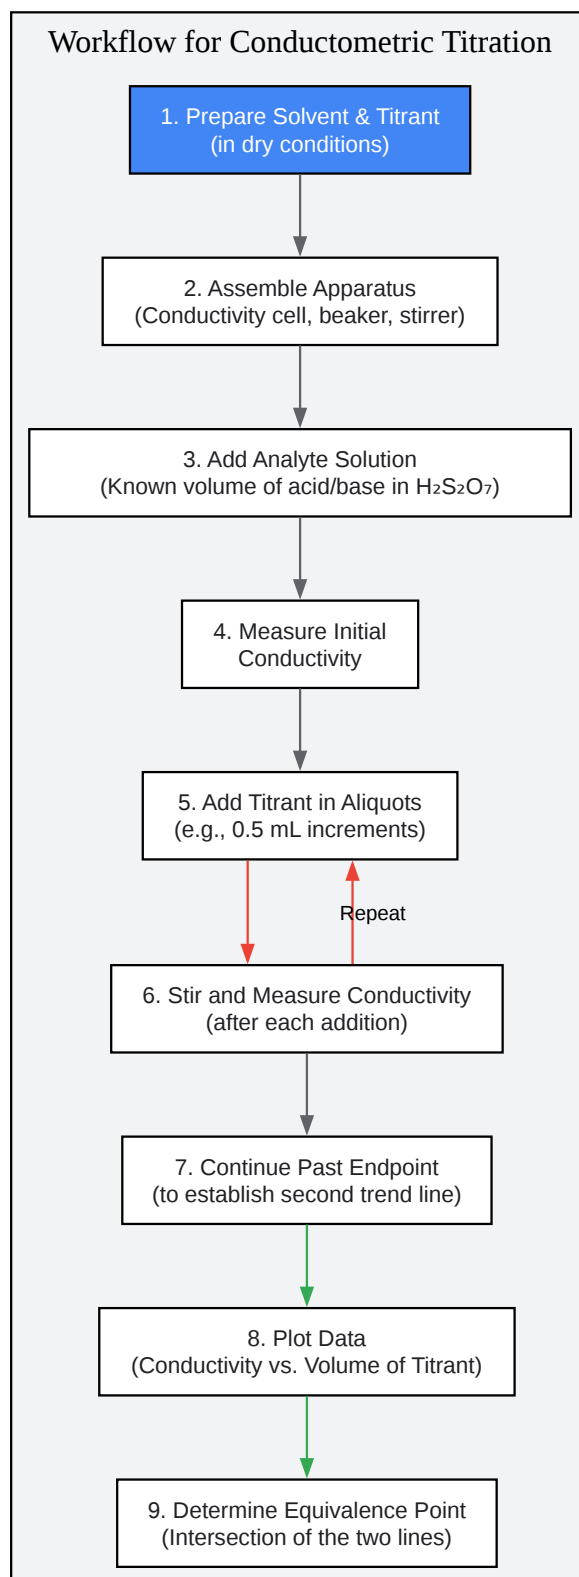 Workflow for Conductometric Titration
1. Prepare Solvent & Titrant
(in dry conditions)
2. Assemble Apparatus
(Conductivity cell, beaker, stirrer)
3. Add Analyte Solution
(Known volume of acid/base in H₂S₂O₇)
4. Measure Initial
Conductivity
5. Add Titrant in Aliquots
(e.g., 0.5 mL increments)
Repeat
6. Stir and Measure Conductivity
(after each addition)
7. Continue Past Endpoint
(to establish second trend line)
8. Plot Data
(Conductivity vs. Volume of Titrant)
9. Determine Equivalence Point
(Intersection of the two lines)